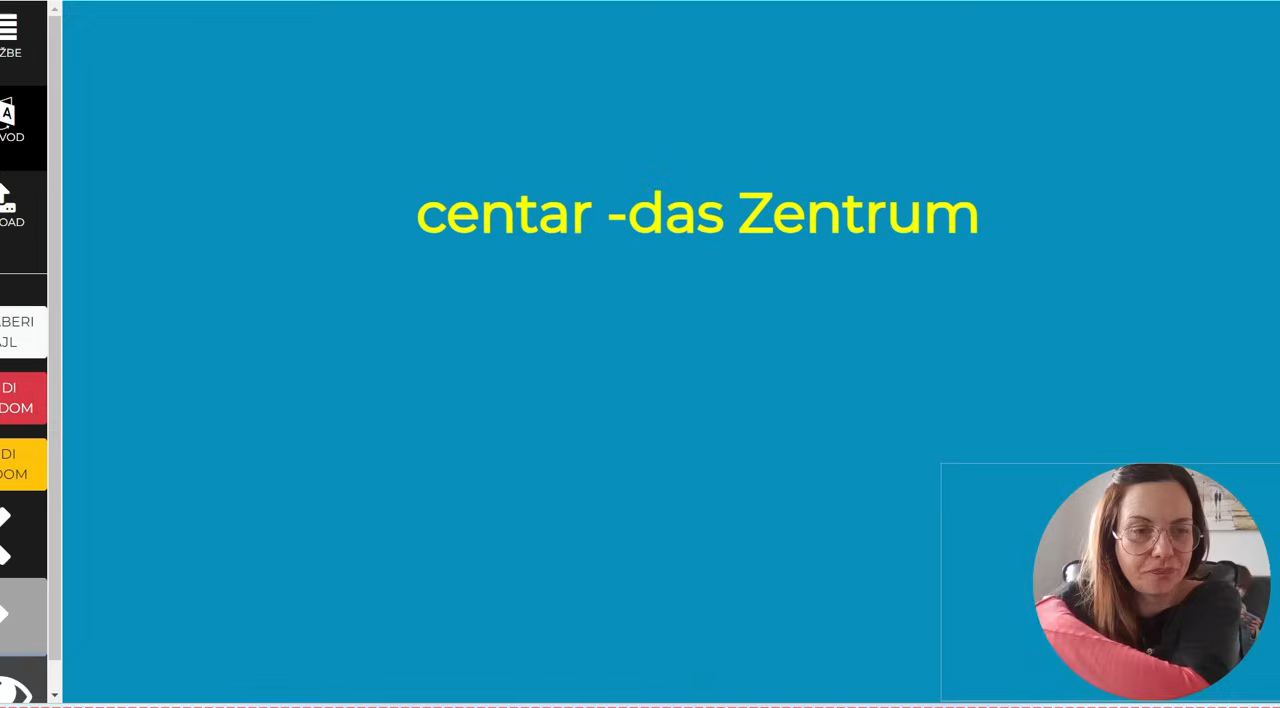 ŽBE
A
VOD
OAD
BERI
JL
DI
DOM
DI
DOM
centar -das Zentrum